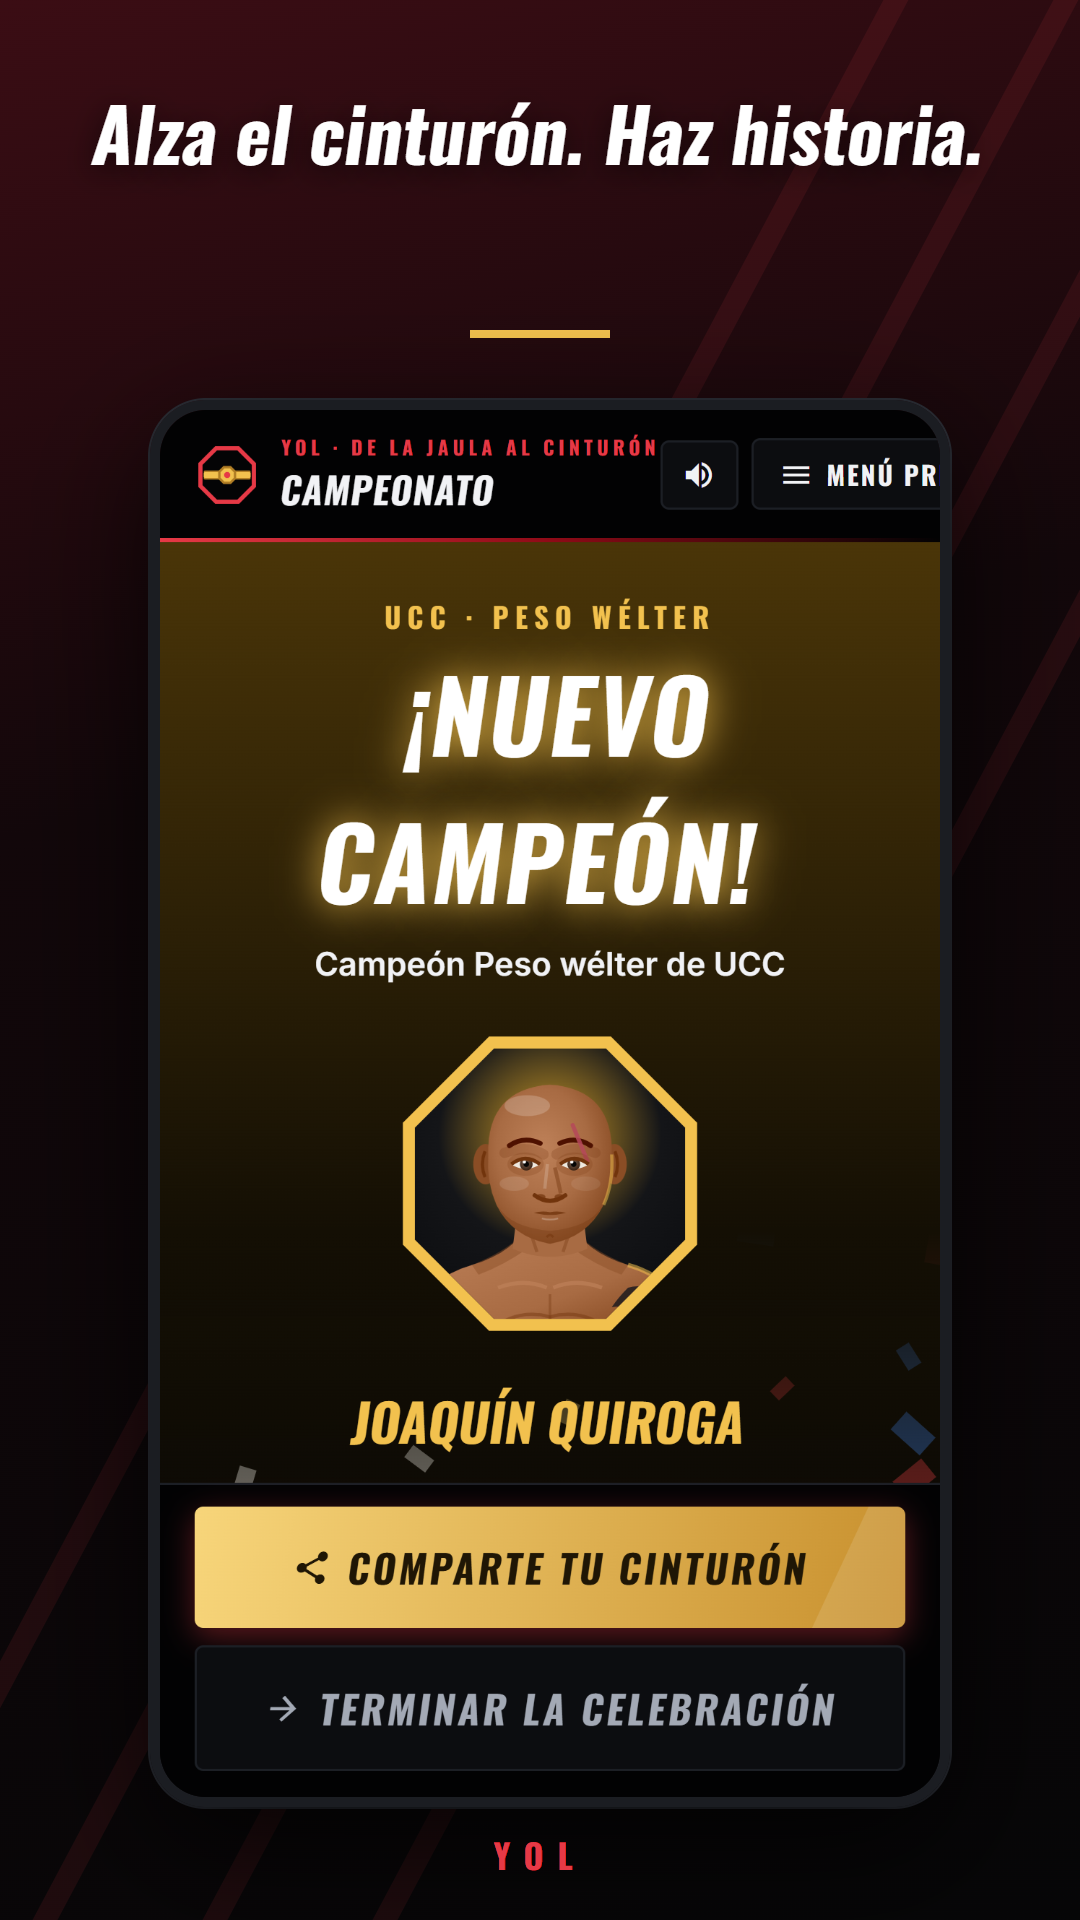 Alza el cinturón. Haz historia.
YOL · DE LA JAULA AL CINTURÓN
CAMPEONATO
MENÚ PR
UCC · PESO WÉLTER
¡NUEVO
CAMPEÓN!
Campeón Peso wélter de UCC
JOAQUÍN QUIROGA
COMPARTE TU CINTURÓN
TERMINAR LA CELEBRACIÓN
YOL